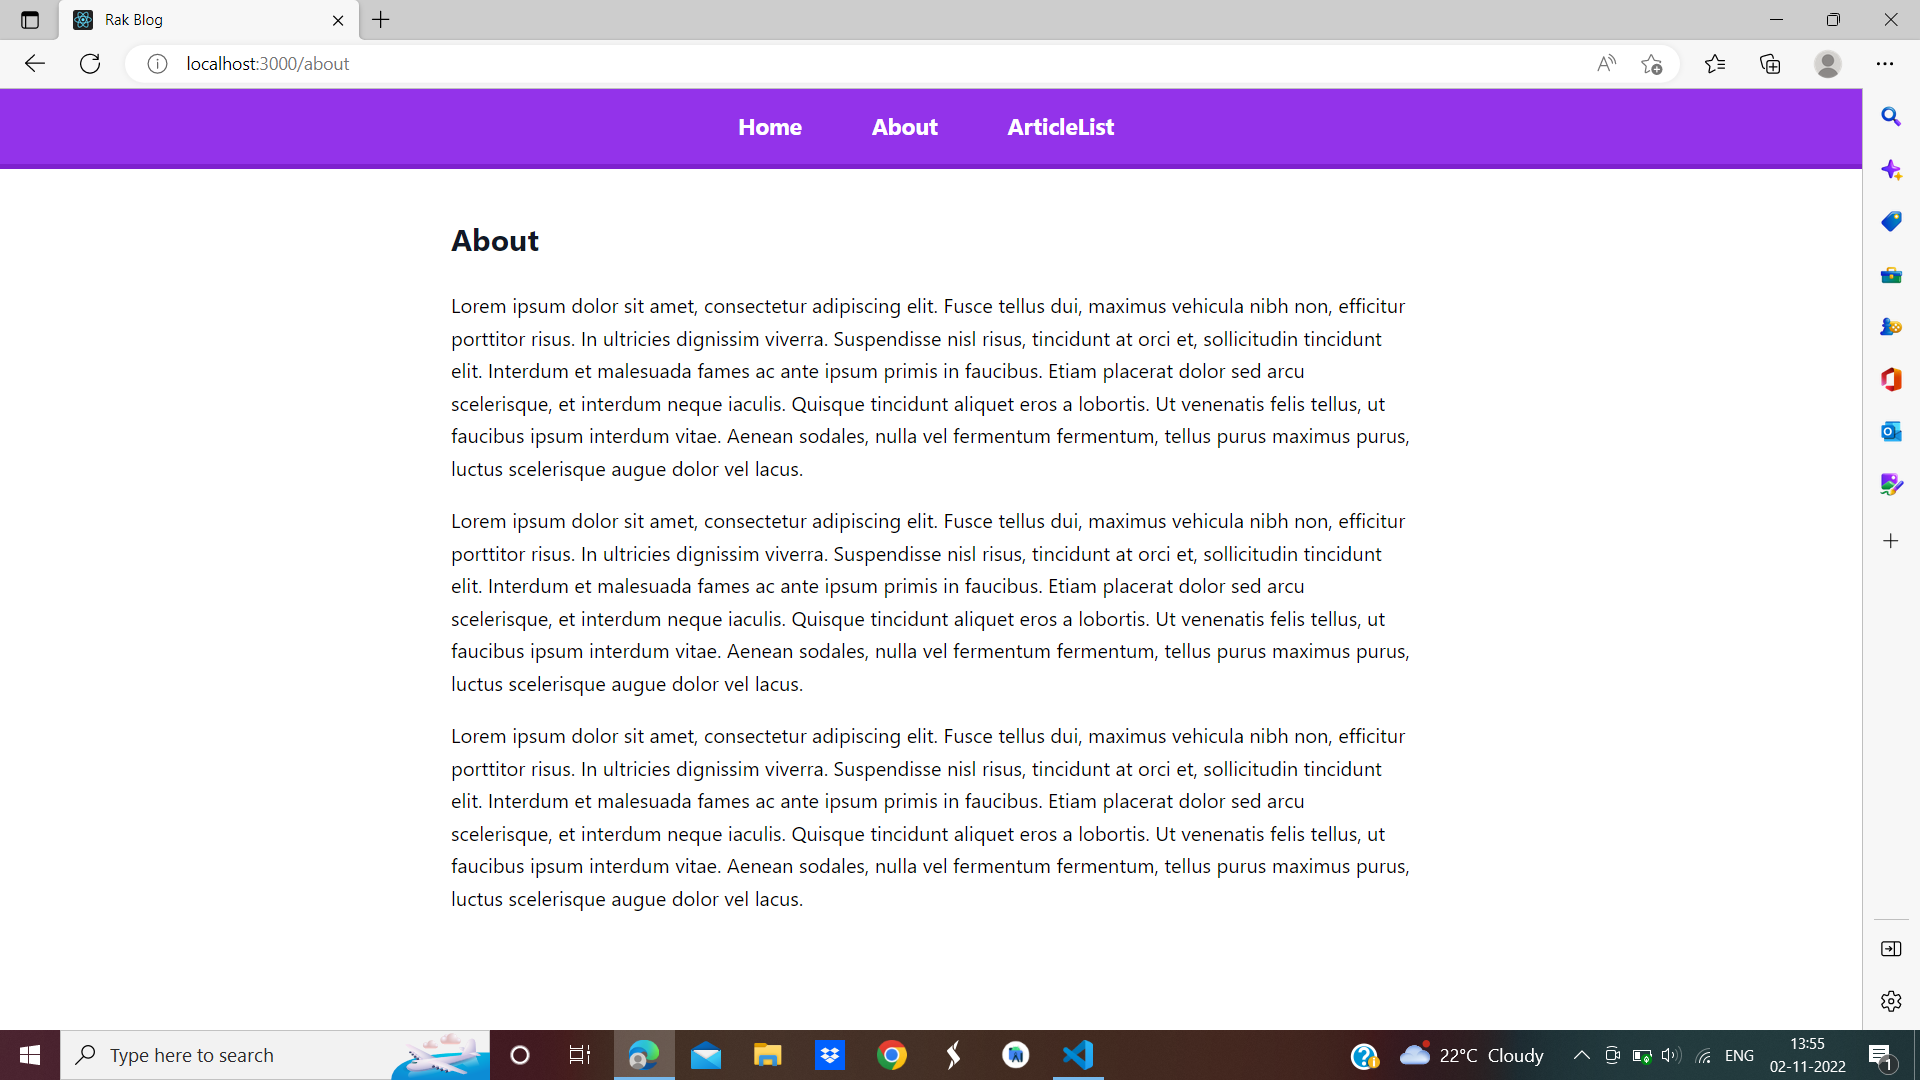 Rak Blog
localhost:3000/about
Home About ArticleList
About
Lorem ipsum dolor sit amet, consectetur adipiscing elit. Fusce tellus dui, maximus vehicula nibh non, efficitur
porttitor risus. In ultricies dignissim viverra. Suspendisse nisl risus, tincidunt at orci et, sollicitudin tincidunt
elit. Interdum et malesuada fames ac ante ipsum primis in faucibus. Etiam placerat dolor sed arcu
scelerisque, et interdum neque iaculis. Quisque tincidunt aliquet eros a lobortis. Ut venenatis felis tellus, ut
faucibus ipsum interdum vitae. Aenean sodales, nulla vel fermentum fermentum, tellus purus maximus purus,
luctus scelerisque augue dolor vel lacus.
Lorem ipsum dolor sit amet, consectetur adipiscing elit. Fusce tellus dui, maximus vehicula nibh non, efficitur
porttitor risus. In ultricies dignissim viverra. Suspendisse nisl risus, tincidunt at orci et, sollicitudin tincidunt
elit. Interdum et malesuada fames ac ante ipsum primis in faucibus. Etiam placerat dolor sed arcu
scelerisque, et interdum neque iaculis. Quisque tincidunt aliquet eros a lobortis. Ut venenatis felis tellus, ut
faucibus ipsum interdum vitae. Aenean sodales, nulla vel fermentum fermentum, tellus purus maximus purus,
luctus scelerisque augue dolor vel lacus.
Lorem ipsum dolor sit amet, consectetur adipiscing elit. Fusce tellus dui, maximus vehicula nibh non, efficitur
porttitor risus. In ultricies dignissim viverra. Suspendisse nisl risus, tincidunt at orci et, sollicitudin tincidunt
elit. Interdum et malesuada fames ac ante ipsum primis in faucibus. Etiam placerat dolor sed arcu
scelerisque, et interdum neque iaculis. Quisque tincidunt aliquet eros a lobortis. Ut venenatis felis tellus, ut
faucibus ipsum interdum vitae. Aenean sodales, nulla vel fermentum fermentum, tellus purus maximus purus,
luctus scelerisque augue dolor vel lacus.
Type here to search
22°C Cloudy
ENG
13:55
02-11-2022
1